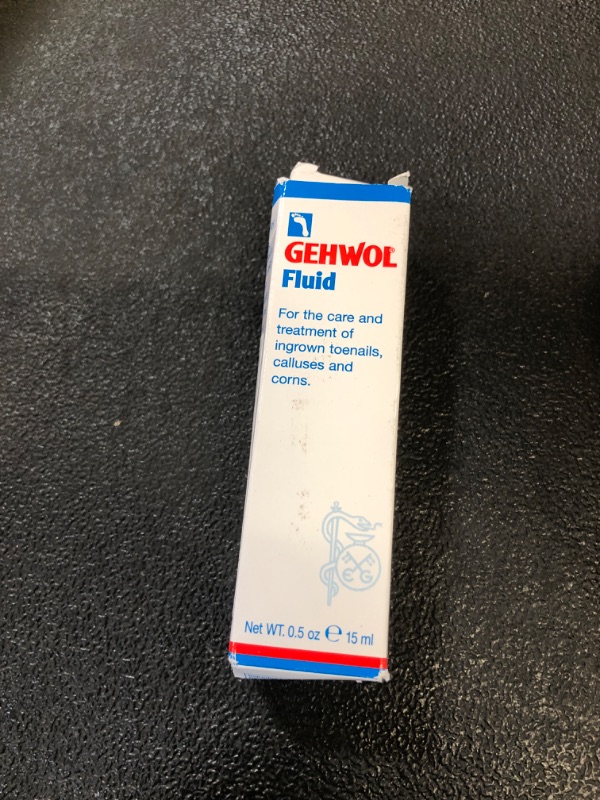 GEHWOL
Fluid
For the care and
treatment of
ingrown toenails,
calluses and
corns.
EG
Net WT. 0.5 oz ℮ 15 ml